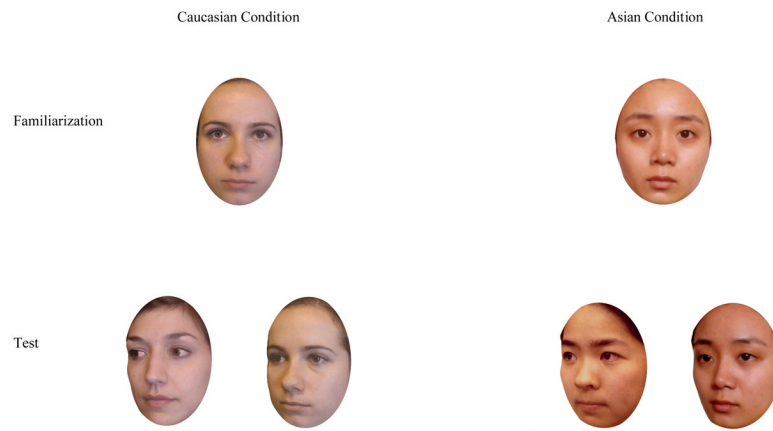 Caucasian Condition
Asian Condition
Familiarization
Test